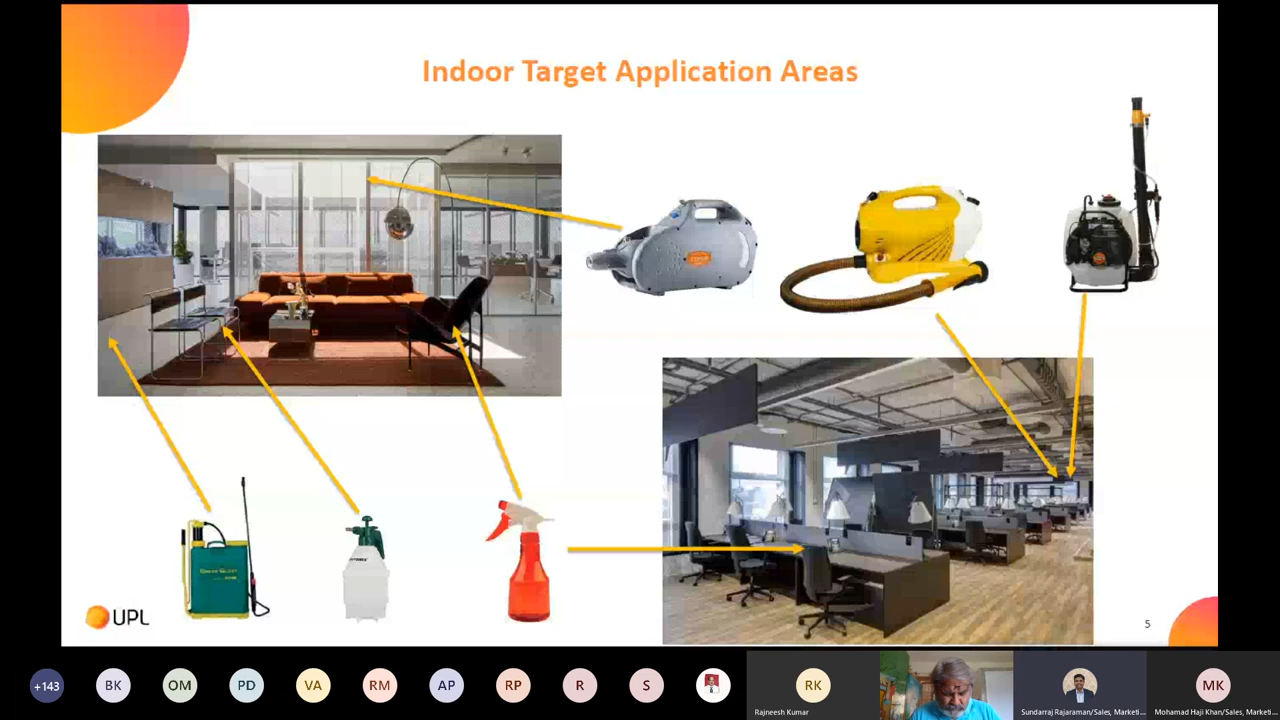 Indoor Target Application Areas
UPL
5
+143
BK
OM
PD
VA
RM
AP
RP
R
S
RK
MK
Rajneesh Kumar
Sundarraj Rajaraman/Sales, Marketi...
Mohamad Haji Khan/Sales, Marketi...